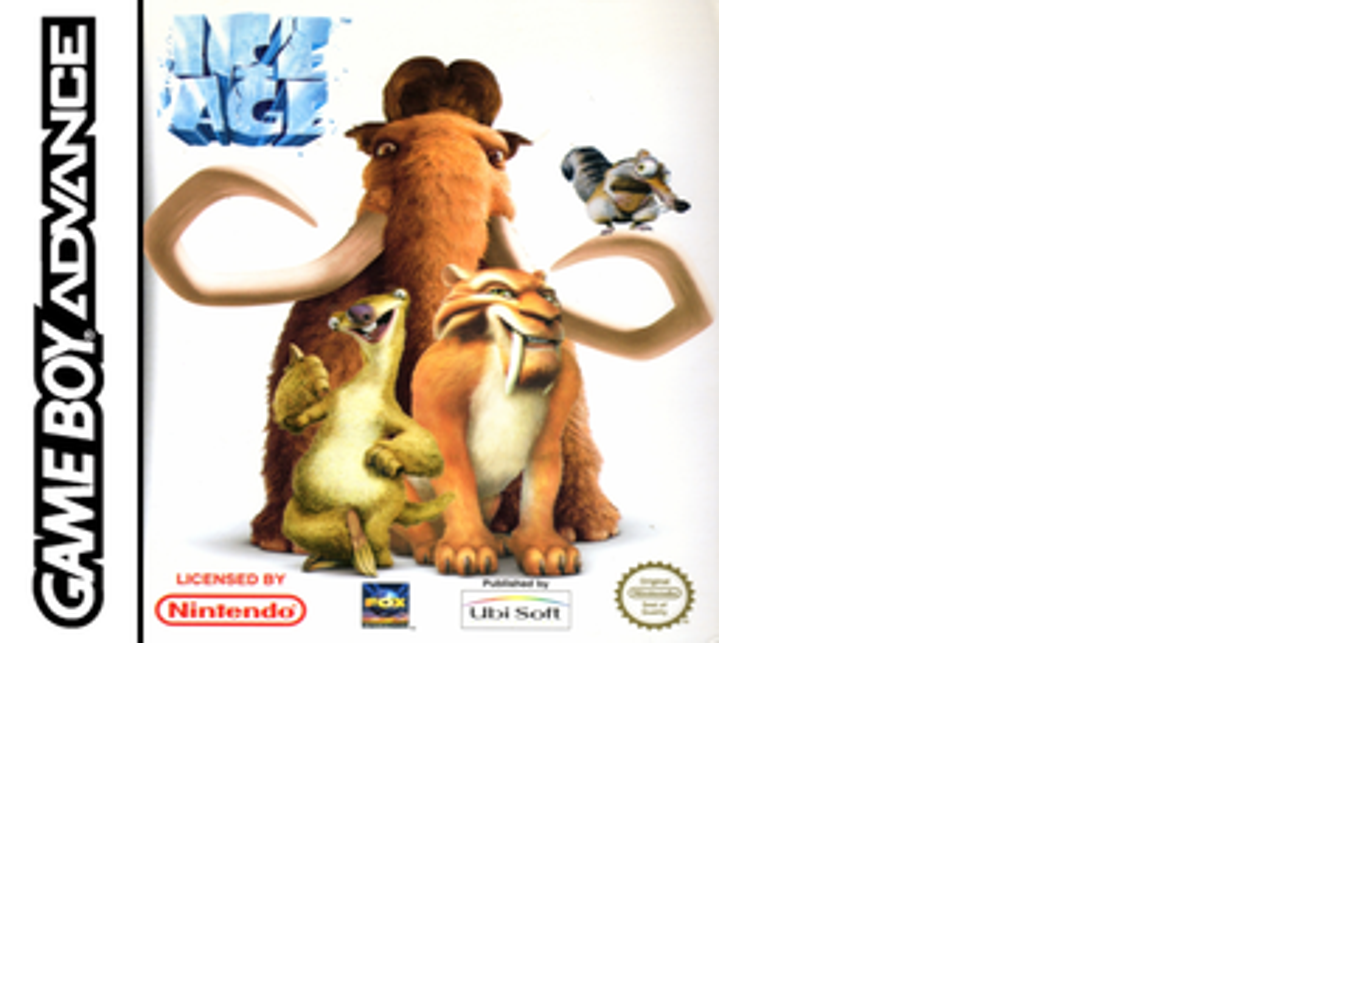 GAME BOY ADVANCE
ICE
AGE
LICENSED BY
Nintendo
FOX
Published by
Ubi Soft
Original
Nintendo
Seal of
Quality